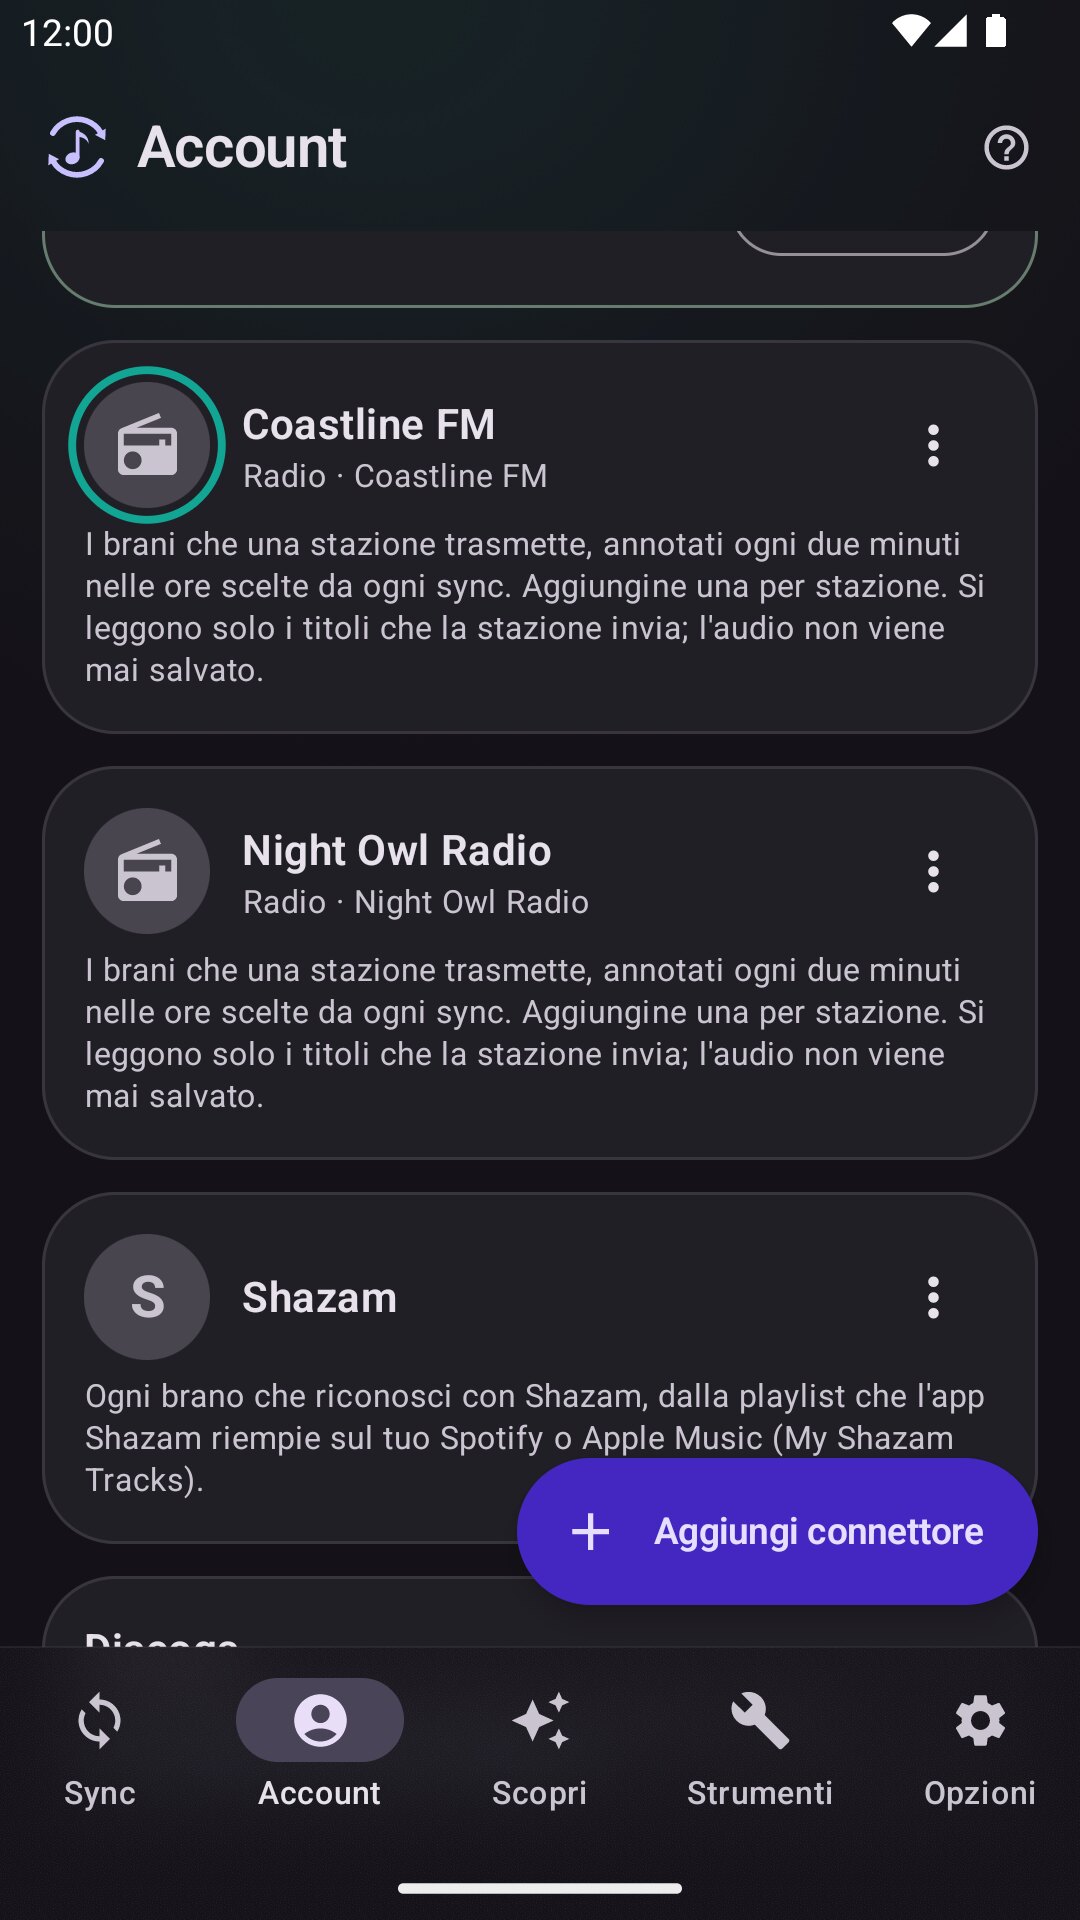 12:00
Account
Coastline FM
Radio · Coastline FM
I brani che una stazione trasmette, annotati ogni due minuti
nelle ore scelte da ogni sync. Aggiungine una per stazione. Si
leggono solo i titoli che la stazione invia; l'audio non viene
mai salvato.
Night Owl Radio
Radio · Night Owl Radio
I brani che una stazione trasmette, annotati ogni due minuti
nelle ore scelte da ogni sync. Aggiungine una per stazione. Si
leggono solo i titoli che la stazione invia; l'audio non viene
mai salvato.
S
Shazam
Ogni brano che riconosci con Shazam, dalla playlist che l'app
Shazam riempie sul tuo Spotify o Apple Music (My Shazam
Tracks).
Aggiungi connettore
Discogs
Sync
Account
Scopri
Strumenti
Opzioni